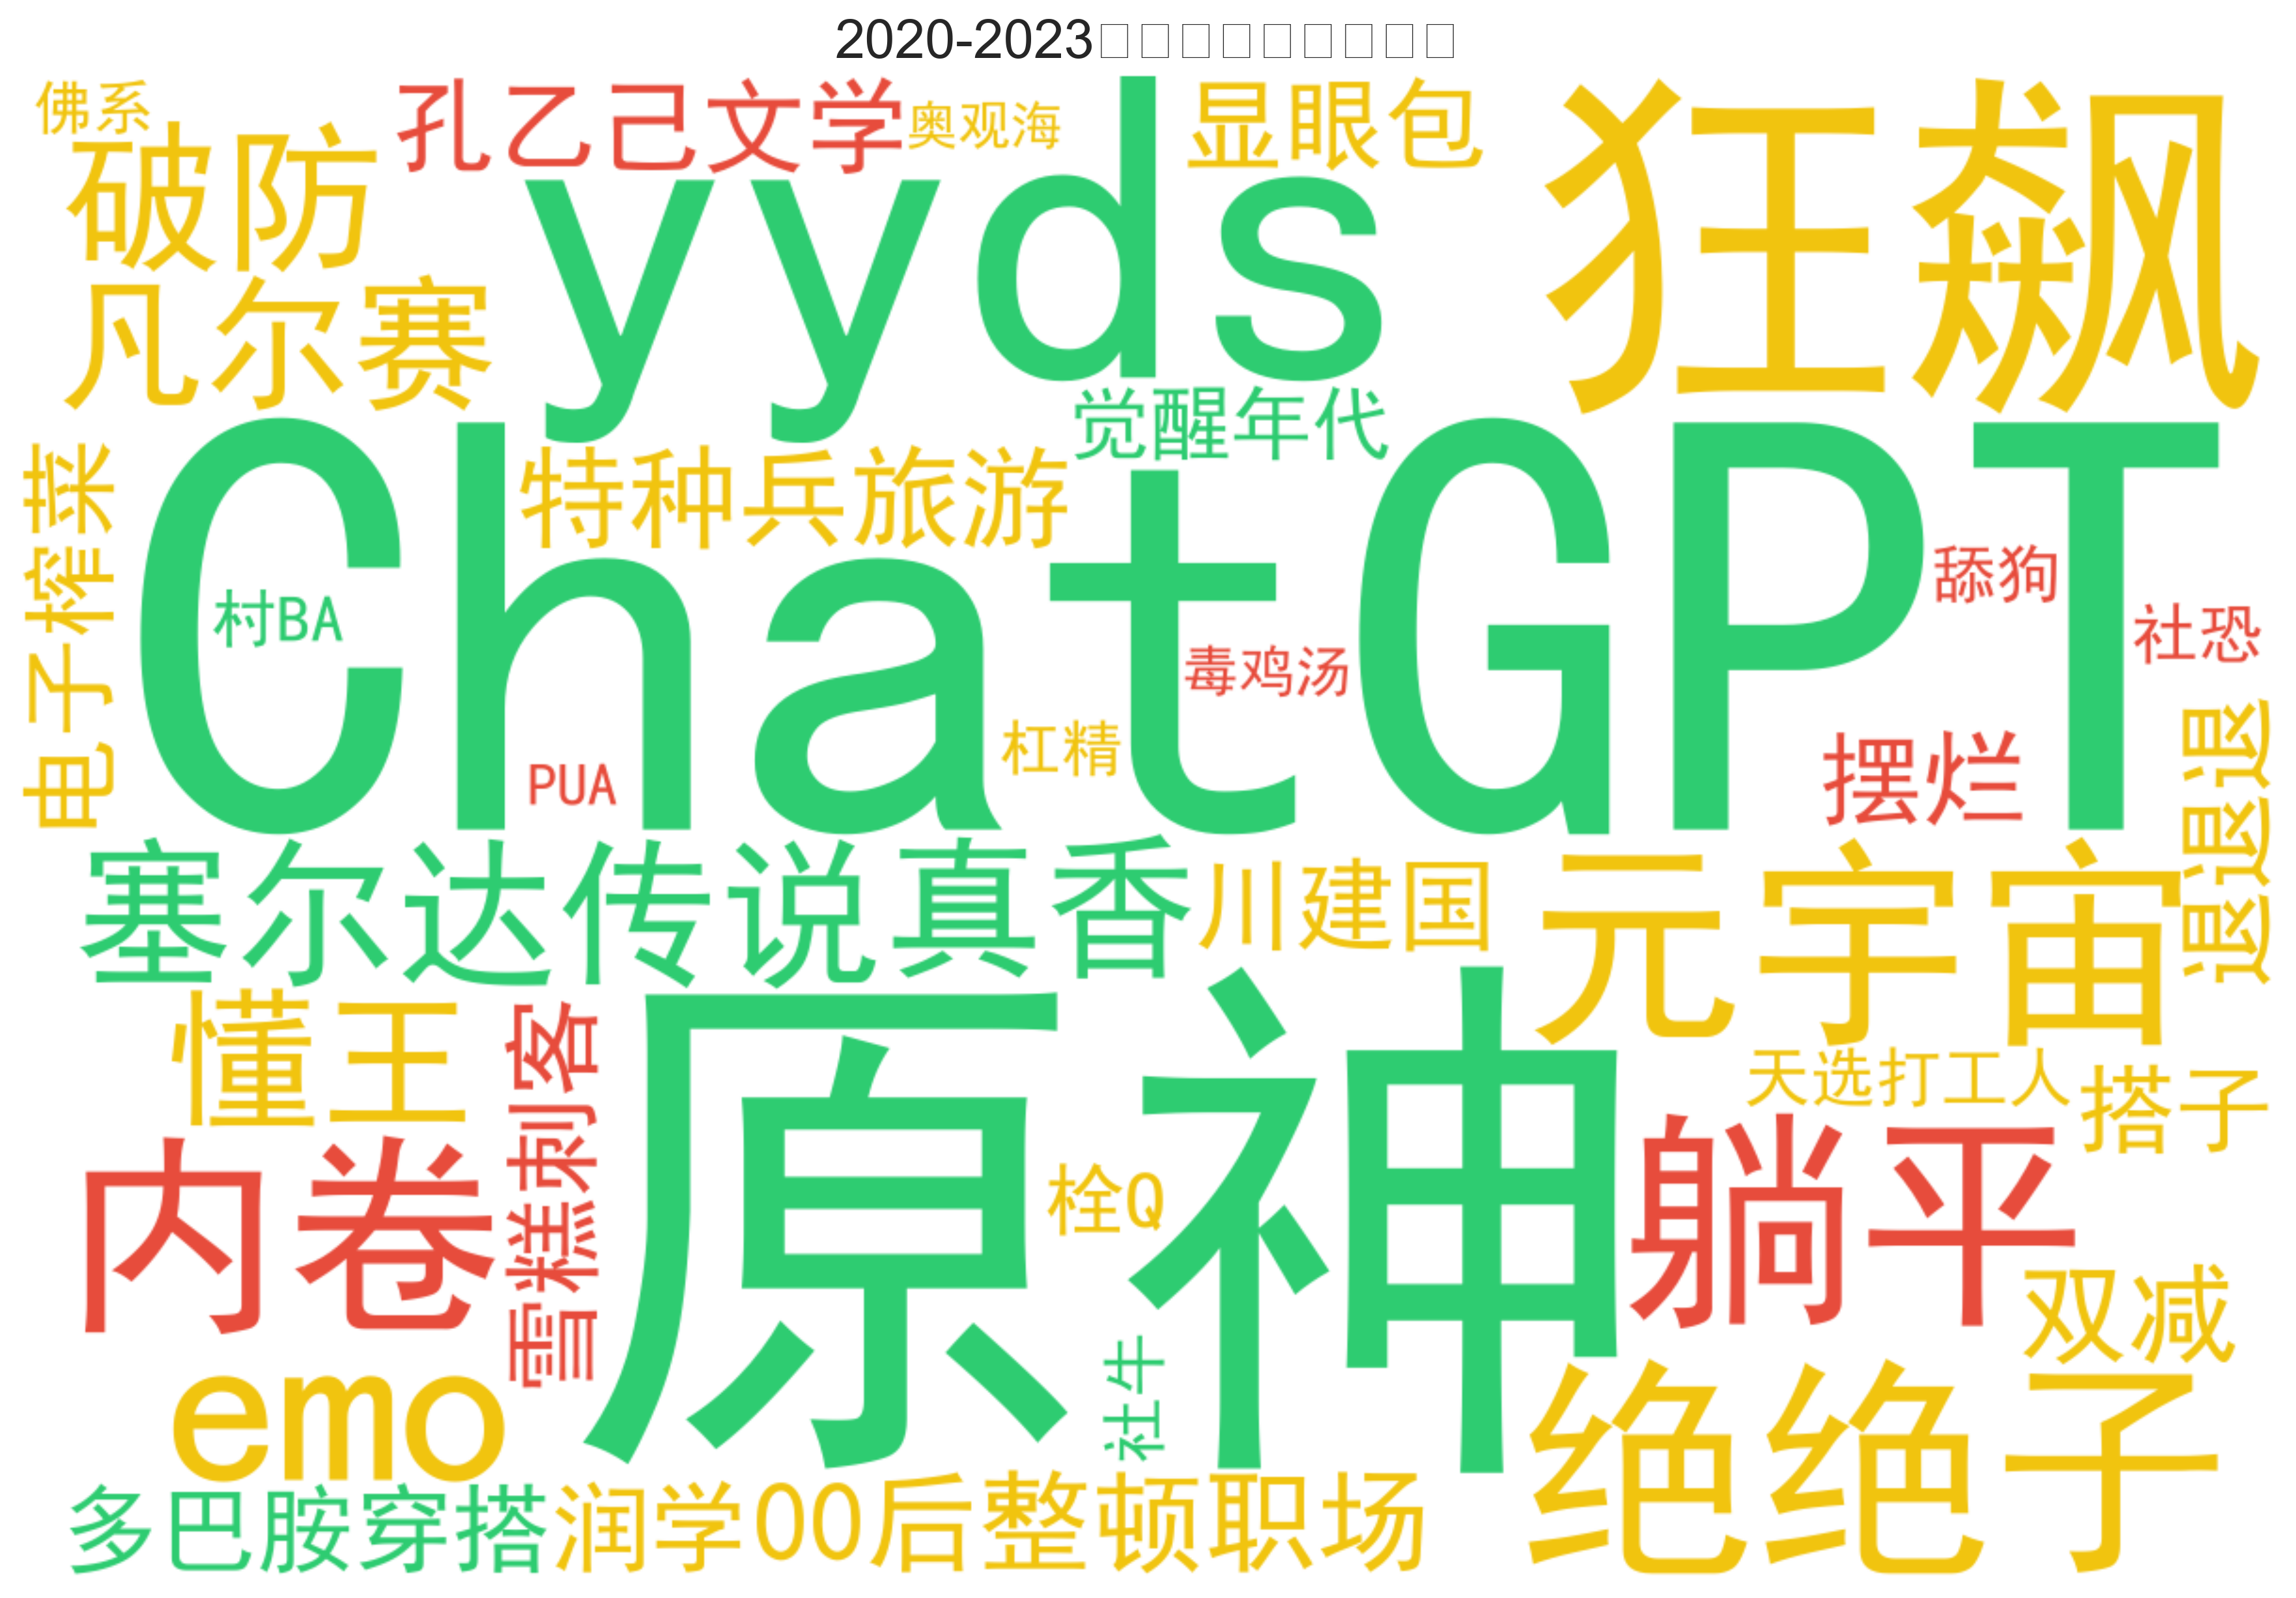 2020-2023□□□□□□□□□
佛系
孔乙己文学
奥观海
显眼包
狂飙
破防
yyds
凡尔赛
觉醒年代
ChatGPT
特种兵旅游
电子榨菜
村BA
舔狗
社恐
毒鸡汤
杠精
PUA
摆烂
退退退
塞尔达传说
真香
川建国
元宇宙
懂王
雪糕刺客
原神
天选打工人
搭子
内卷
栓Q
躺平
双减
社牛
emo
绝绝子
多巴胺穿搭
润学
00后整顿职场